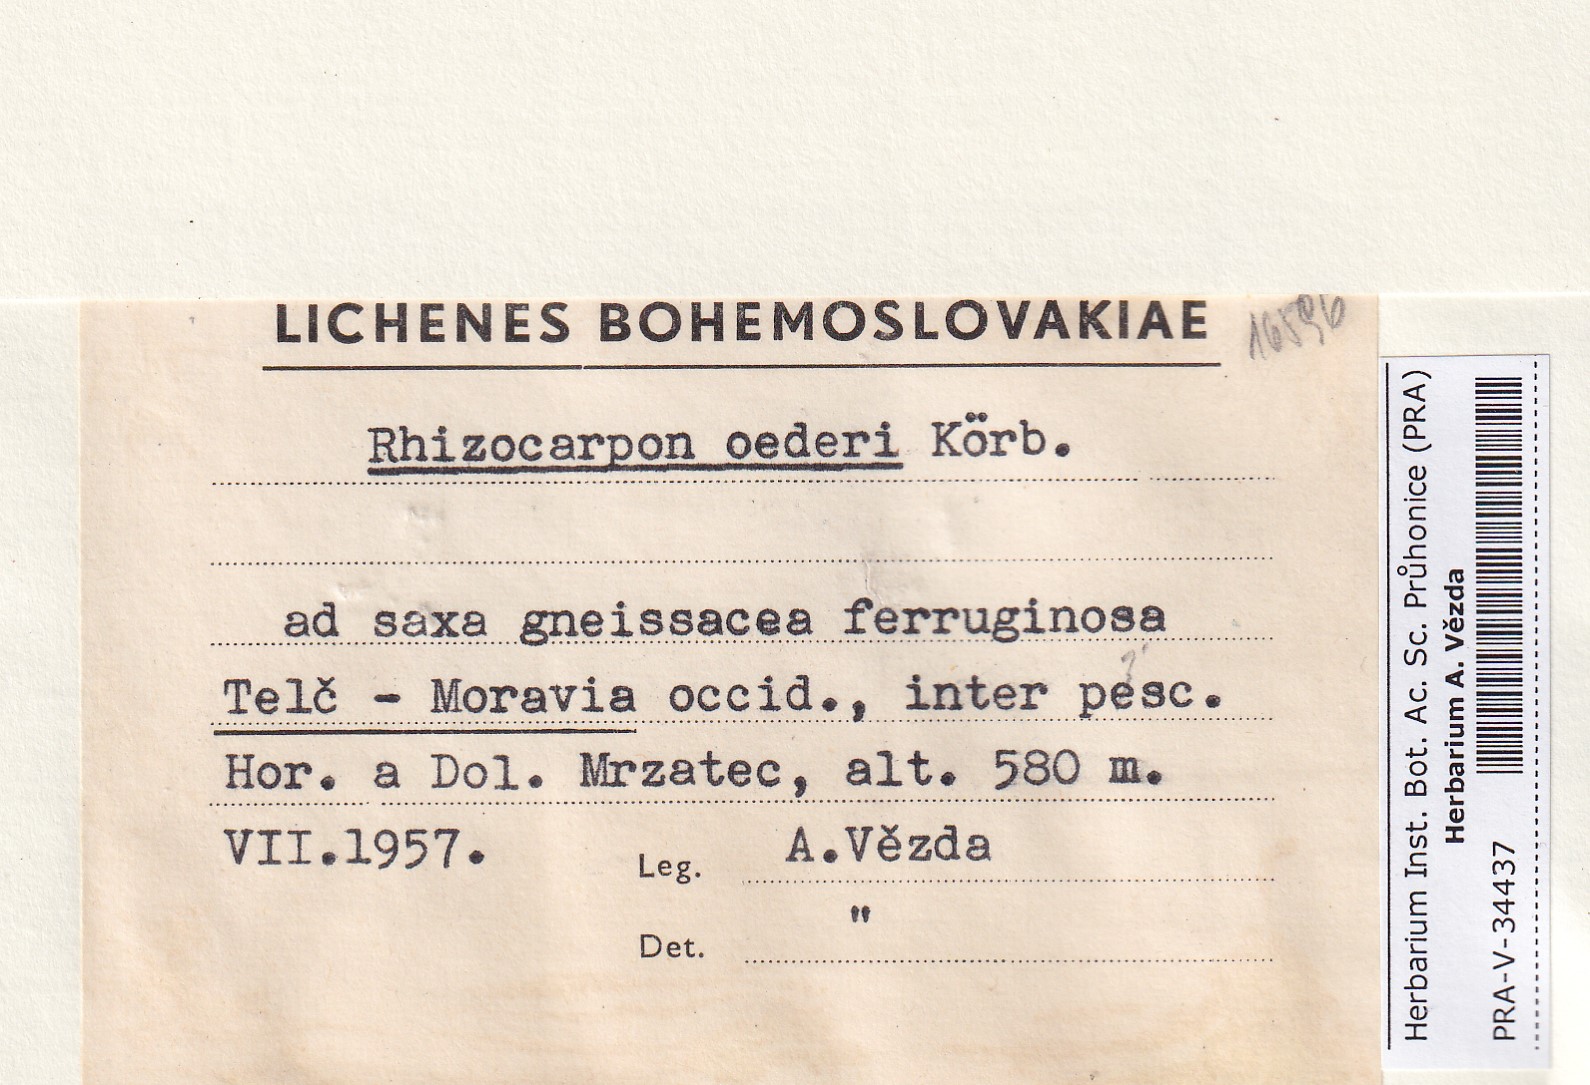 LICHENES BOHEMOSLOVAKIAE
16596
Rhizocarpon oederi Körb.
ad saxa gneissacea ferruginosa
?
Telč - Moravia occid., inter pesc.
Hor. a Dol. Mrzatec, alt. 580 m.
VII.1957.
Leg. A.Vězda
Det. "
Herbarium Inst. Bot. Ac. Sc. Průhonice (PRA)
Herbarium A. Vězda
PRA-V-34437